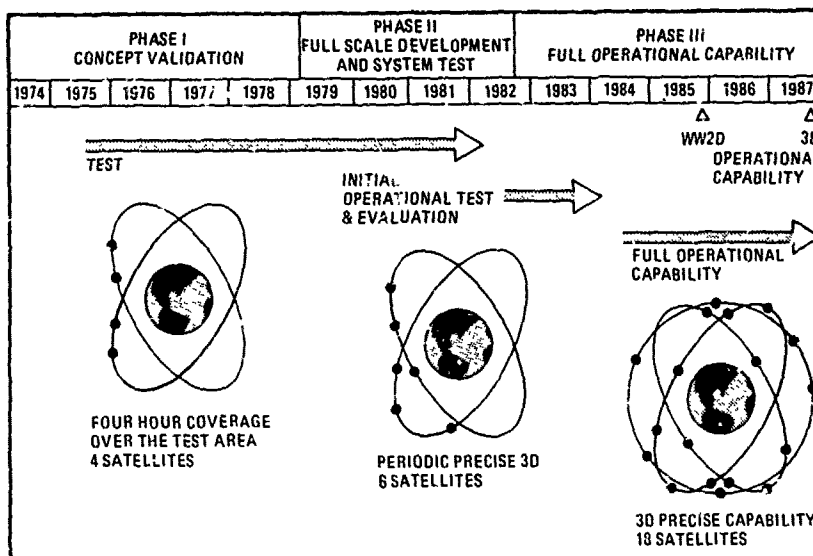 PHASE I
CONCEPT VALIDATION
PHASE II
FULL SCALE DEVELOPMENT
AND SYSTEM TEST
PHASE III
FULL OPERATIONAL CAPABILITY
1974 1975 1976 1977 1978 1979 1980 1981 1982 1983 1984 1985 1986 1987
WW2D
OPERATIONAL
CAPABILITY
TEST
INITIAL
OPERATIONAL TEST
& EVALUATION
FULL OPERATIONAL
CAPABILITY
FOUR HOUR COVERAGE
OVER THE TEST AREA
4 SATELLITES
PERIODIC PRECISE 3D
6 SATELLITES
3D PRECISE CAPABILITY
18 SATELLITES